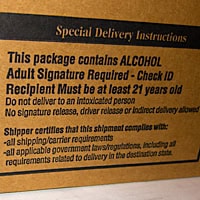 Special Delivery Instructions
This package contains ALCOHOL
Adult Signature Required - Check ID
Recipient Must be at least 21 years old
Do not deliver to an intoxicated person
No signature release, driver release or indirect delivery allowed
Shipper certifies that this shipment complies with:
-all shipping/carrier requirements
-all applicable government laws/regulations, including all
requirements related to delivery in the destination state.